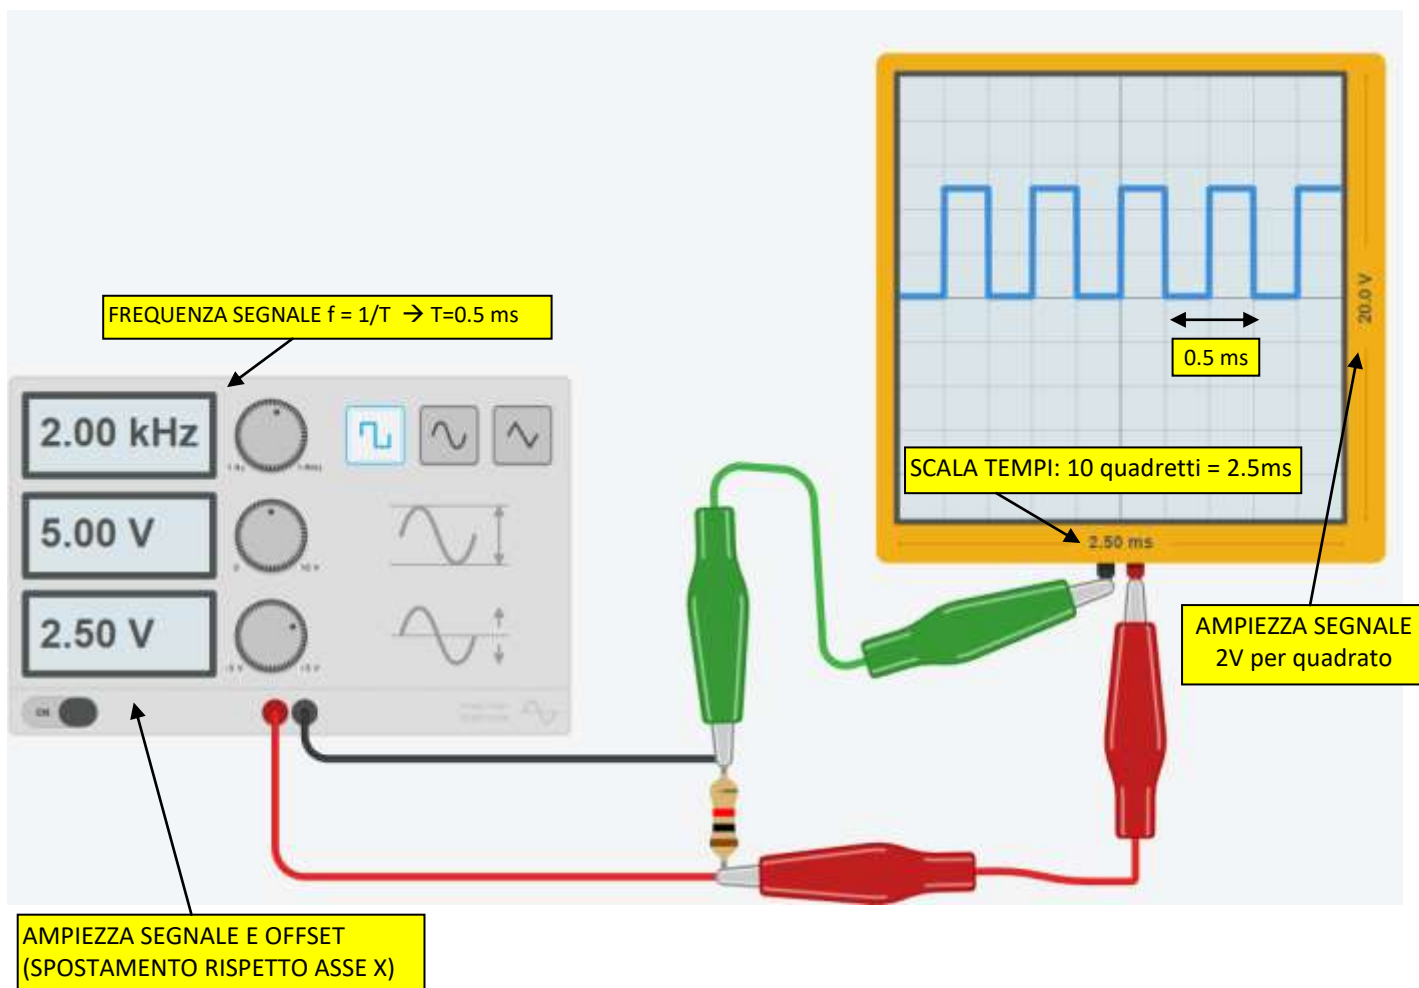 FREQUENZA SEGNALE f = 1/T → T=0.5 ms
2.00 kHz
5.00 V
2.50 V
ON
AMPIEZZA SEGNALE E OFFSET
(SPOSTAMENTO RISPETTO ASSE X)
20.0 V
0.5 ms
SCALA TEMPI: 10 quadretti = 2.5ms
2.50 ms
AMPIEZZA SEGNALE
2V per quadrato